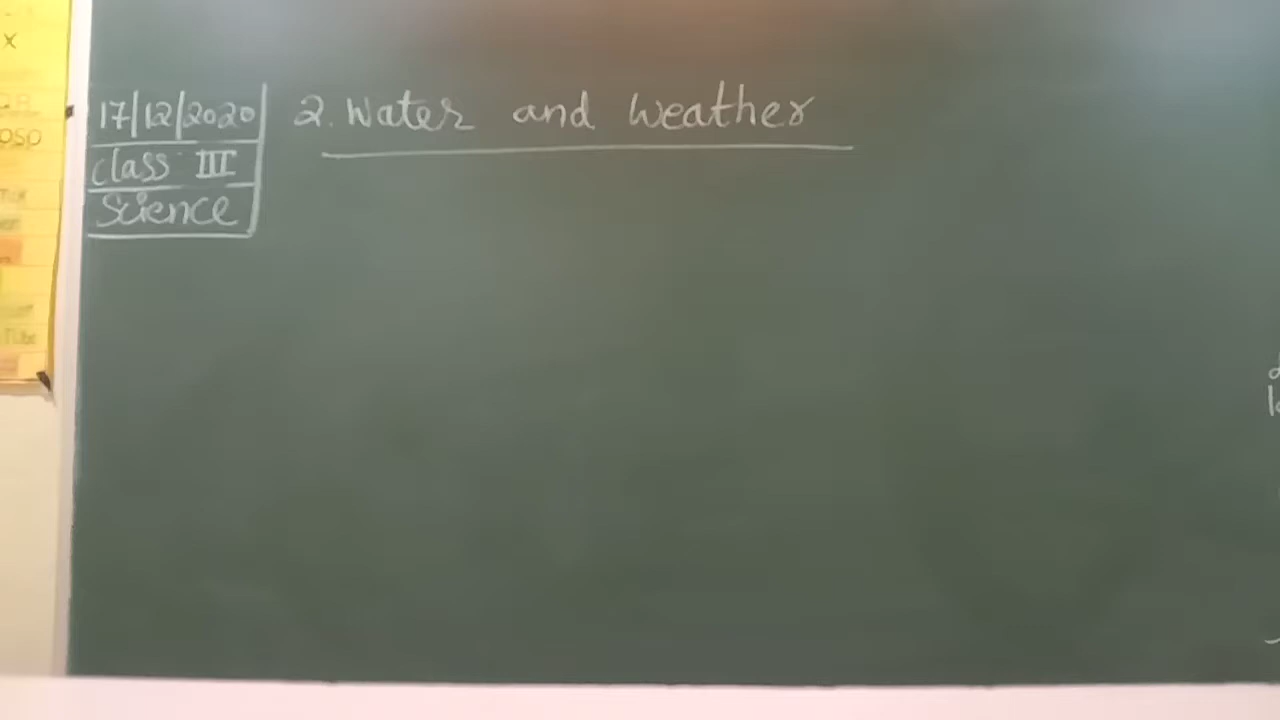 17/12/2020
class III
Science
2. Water and Weather